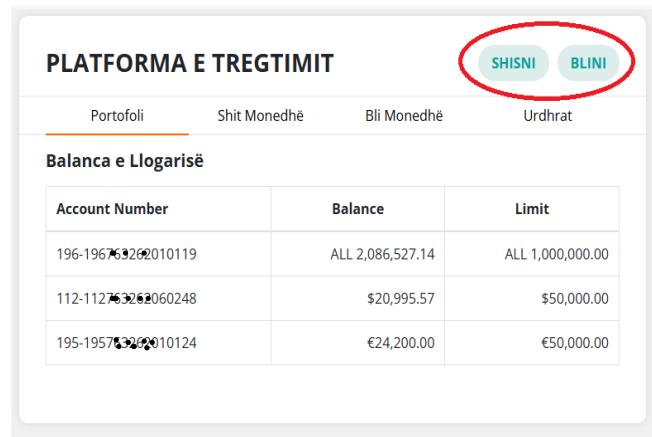 PLATFORMA E TREGTIMIT SHISNI BLINI
Portofoli Shit Monedhë Bli Monedhë Urdhrat
Balanca e Llogarisë
Account Number Balance Limit
ALL 2,086,527.14 ALL 1,000,000.00
$20,995.57 $50,000.00
€24,200.00 €50,000.00